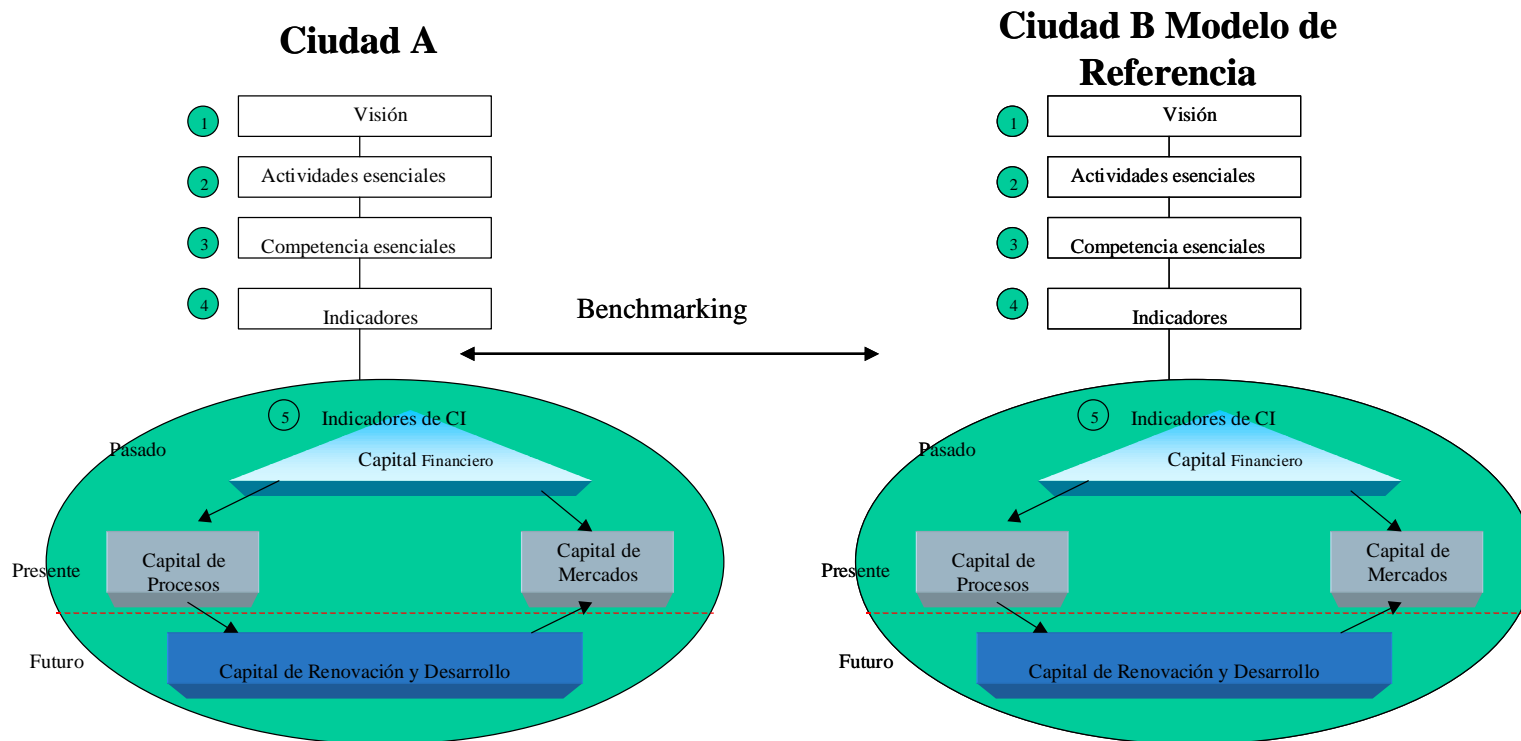 Ciudad A
1
Visión
2
Actividades esenciales
3
Competencia esenciales
4
Indicadores
5
Indicadores de CI
Pasado
Capital Financiero
Presente
Capital de
Procesos
Capital de
Mercados
Futuro
Capital de Renovación y Desarrollo
Benchmarking
Ciudad B Modelo de
Referencia
1
Visión
2
Actividades esenciales
3
Competencia esenciales
4
Indicadores
5
Indicadores de CI
Pasado
Capital Financiero
Presente
Capital de
Procesos
Capital de
Mercados
Futuro
Capital de Renovación y Desarrollo